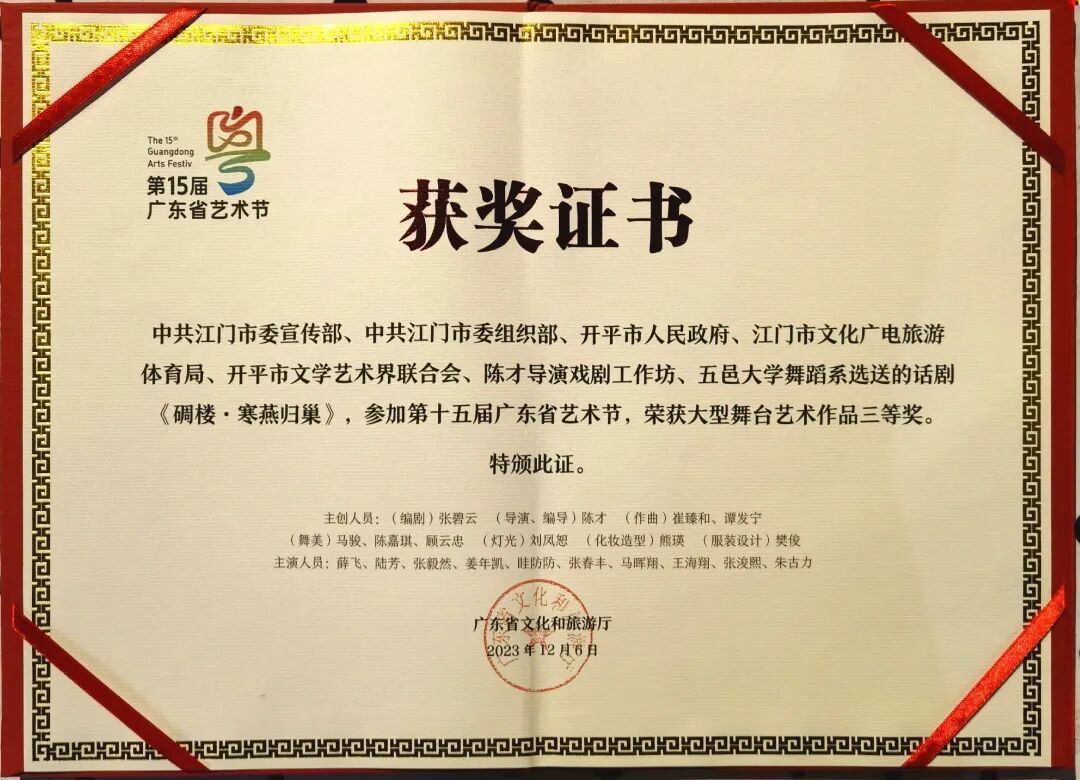 The 15th
Guangdong
Arts Festiv
第15届
广东省艺术节
获奖证书
中共江门市委宣传部、中共江门市委组织部、开平市人民政府、江门市文化广电旅游
体育局、开平市文学艺术界联合会、陈才导演戏剧工作坊、五邑大学舞蹈系选送的话剧
《碉楼·寒燕归巢》，参加第十五届广东省艺术节，荣获大型舞台艺术作品三等奖。
特颁此证。
主创人员：（编剧）张碧云 （导演、编导）陈才 （作曲）崔臻和、谭发宁
（舞美）马骏、陈嘉琪、顾云忠 （灯光）刘凤恕 （化妆造型）熊瑛 （服装设计）樊俊
主演人员：薛飞、陆芳、张毅然、姜年凯、眭防防、张春丰、马晖翔、王海翔、张浚熙、朱古力
广东省文化和旅游厅
广东省文化和旅游厅
2023年12月6日